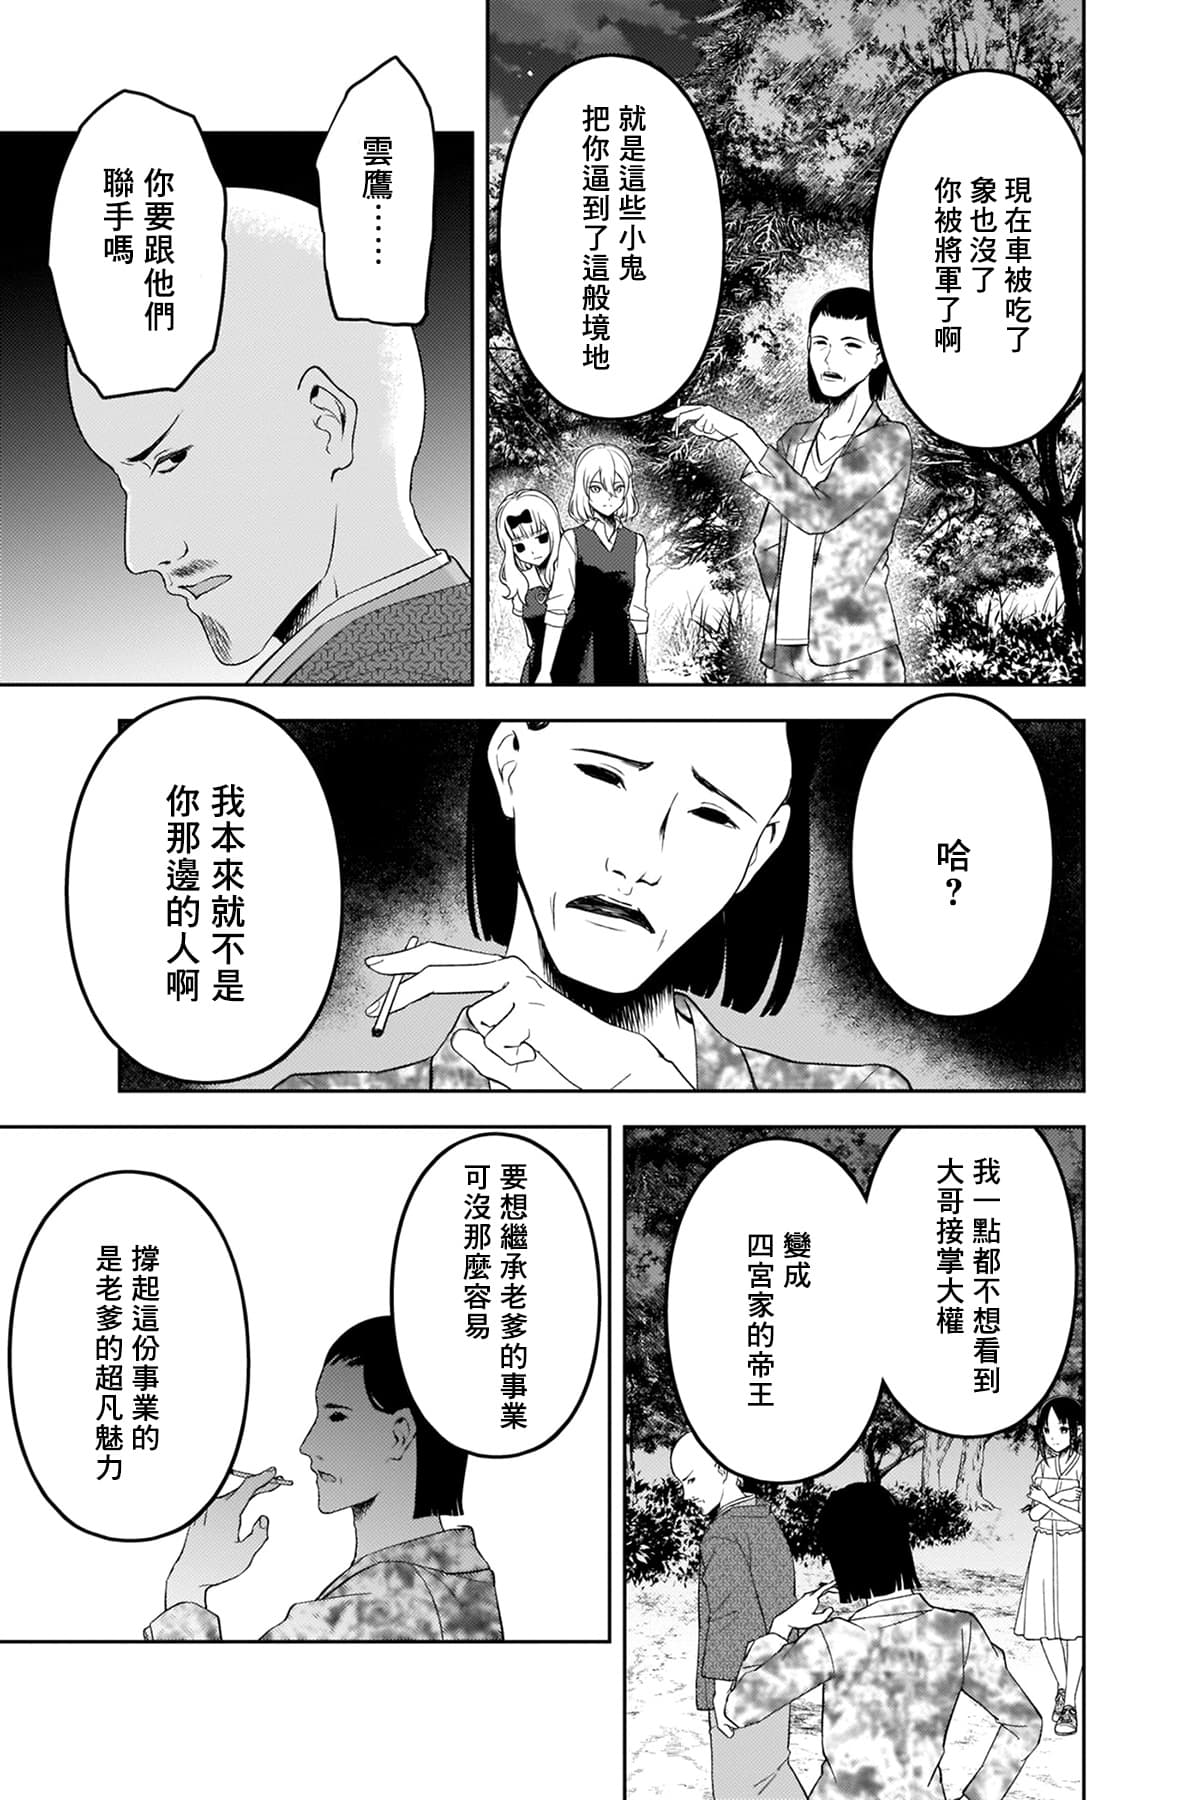 現在車被吃了
象也沒了
你被將軍了啊
就是這些小鬼
把你逼到了這般境地
雲鷹⋯⋯
你要跟他們
聯手嗎
哈?
我本來就不是
你那邊的人啊
我一點都不想看到
大哥接掌大權
變成
四宮家的帝王
要想繼承老爹的事業
可沒那麼容易
撐起這份事業的
是老爹的超凡魅力